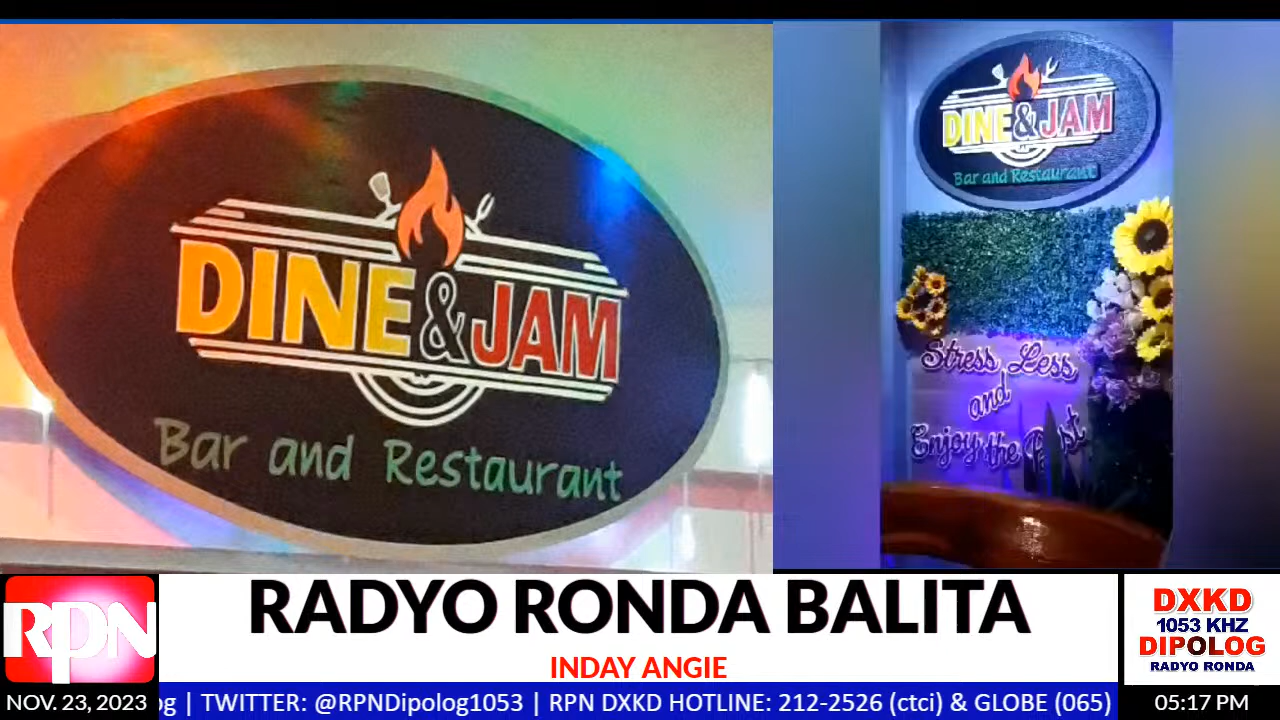 DINE & JAM
Bar and Restaurant
DINE & JAM
Bar and Restaurant
Stress Less
and
Enjoy the
RPN
RADYO RONDA BALITA
INDAY ANGIE
DXKD
1053 KHZ
DIPOLOG
RADYO RONDA
NOV. 23, 2023
og | TWITTER: @RPNDipolog1053 | RPN DXKD HOTLINE: 212-2526 (ctci) & GLOBE (065)
05:17 PM